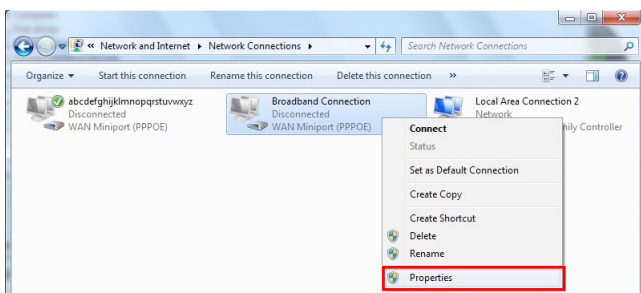 « Network and Internet ▸ Network Connections ▸
Search Network Connections
Organize ▾ Start this connection Rename this connection Delete this connection »
abcdefghijklmnopqrstuvwxyz
Disconnected
WAN Miniport (PPPOE)
Broadband Connection
Disconnected
WAN Miniport (PPPOE)
Local Area Connection 2
Network
mily Controller
Connect
Status
Set as Default Connection
Create Copy
Create Shortcut
Delete
Rename
Properties